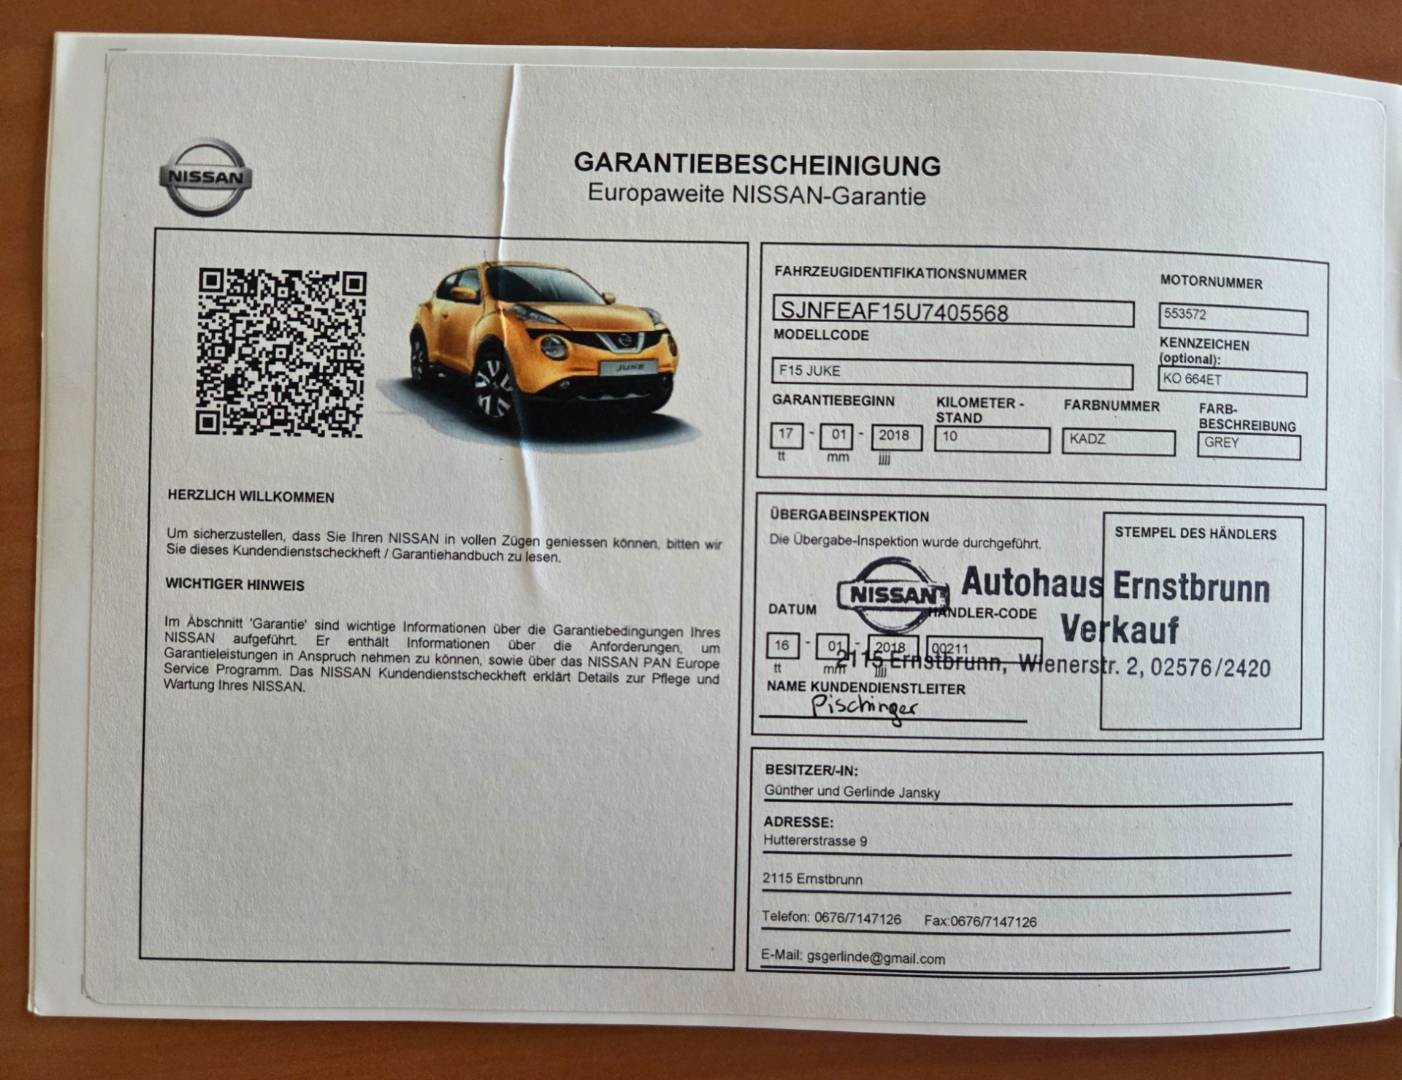 NISSAN
GARANTIEBESCHEINIGUNG
Europaweite NISSAN-Garantie
JUKE
HERZLICH WILLKOMMEN
Um sicherzustellen, dass Sie Ihren NISSAN in vollen Zügen geniessen können, bitten wir
Sie dieses Kundendienstscheckheft / Garantiehandbuch zu lesen.
WICHTIGER HINWEIS
Im Abschnitt 'Garantie' sind wichtige Informationen über die Garantiebedingungen Ihres
NISSAN aufgeführt. Er enthält Informationen über die Anforderungen, um
Garantieleistungen in Anspruch nehmen zu können, sowie über das NISSAN PAN Europe
Service Programm. Das NISSAN Kundendienstscheckheft erklärt Details zur Pflege und
Wartung Ihres NISSAN.
FAHRZEUGIDENTIFIKATIONSNUMMER
SJNFEAF15U7405568
MOTORNUMMER
553572
MODELLCODE
F15 JUKE
KENNZEICHEN
(optional):
KO 664ET
GARANTIEBEGINN
17 - 01 - 2018
tt mm jjjj
KILOMETER -
STAND
10
FARBNUMMER
KADZ
FARB-
BESCHREIBUNG
GREY
ÜBERGABEINSPEKTION
Die Übergabe-Inspektion wurde durchgeführt.
STEMPEL DES HÄNDLERS
NISSAN
Autohaus Ernstbrunn
Verkauf
2115 Ernstbrunn, Wienerstr. 2, 02576/2420
DATUM
16 - 01 - 2018
tt mm jjjj
HÄNDLER-CODE
00211
NAME KUNDENDIENSTLEITER
Pischinger
BESITZER/-IN:
Günther und Gerlinde Jansky
ADRESSE:
Huttererstrasse 9
2115 Ernstbrunn
Telefon: 0676/7147126 Fax:0676/7147126
E-Mail: gsgerlinde@gmail.com